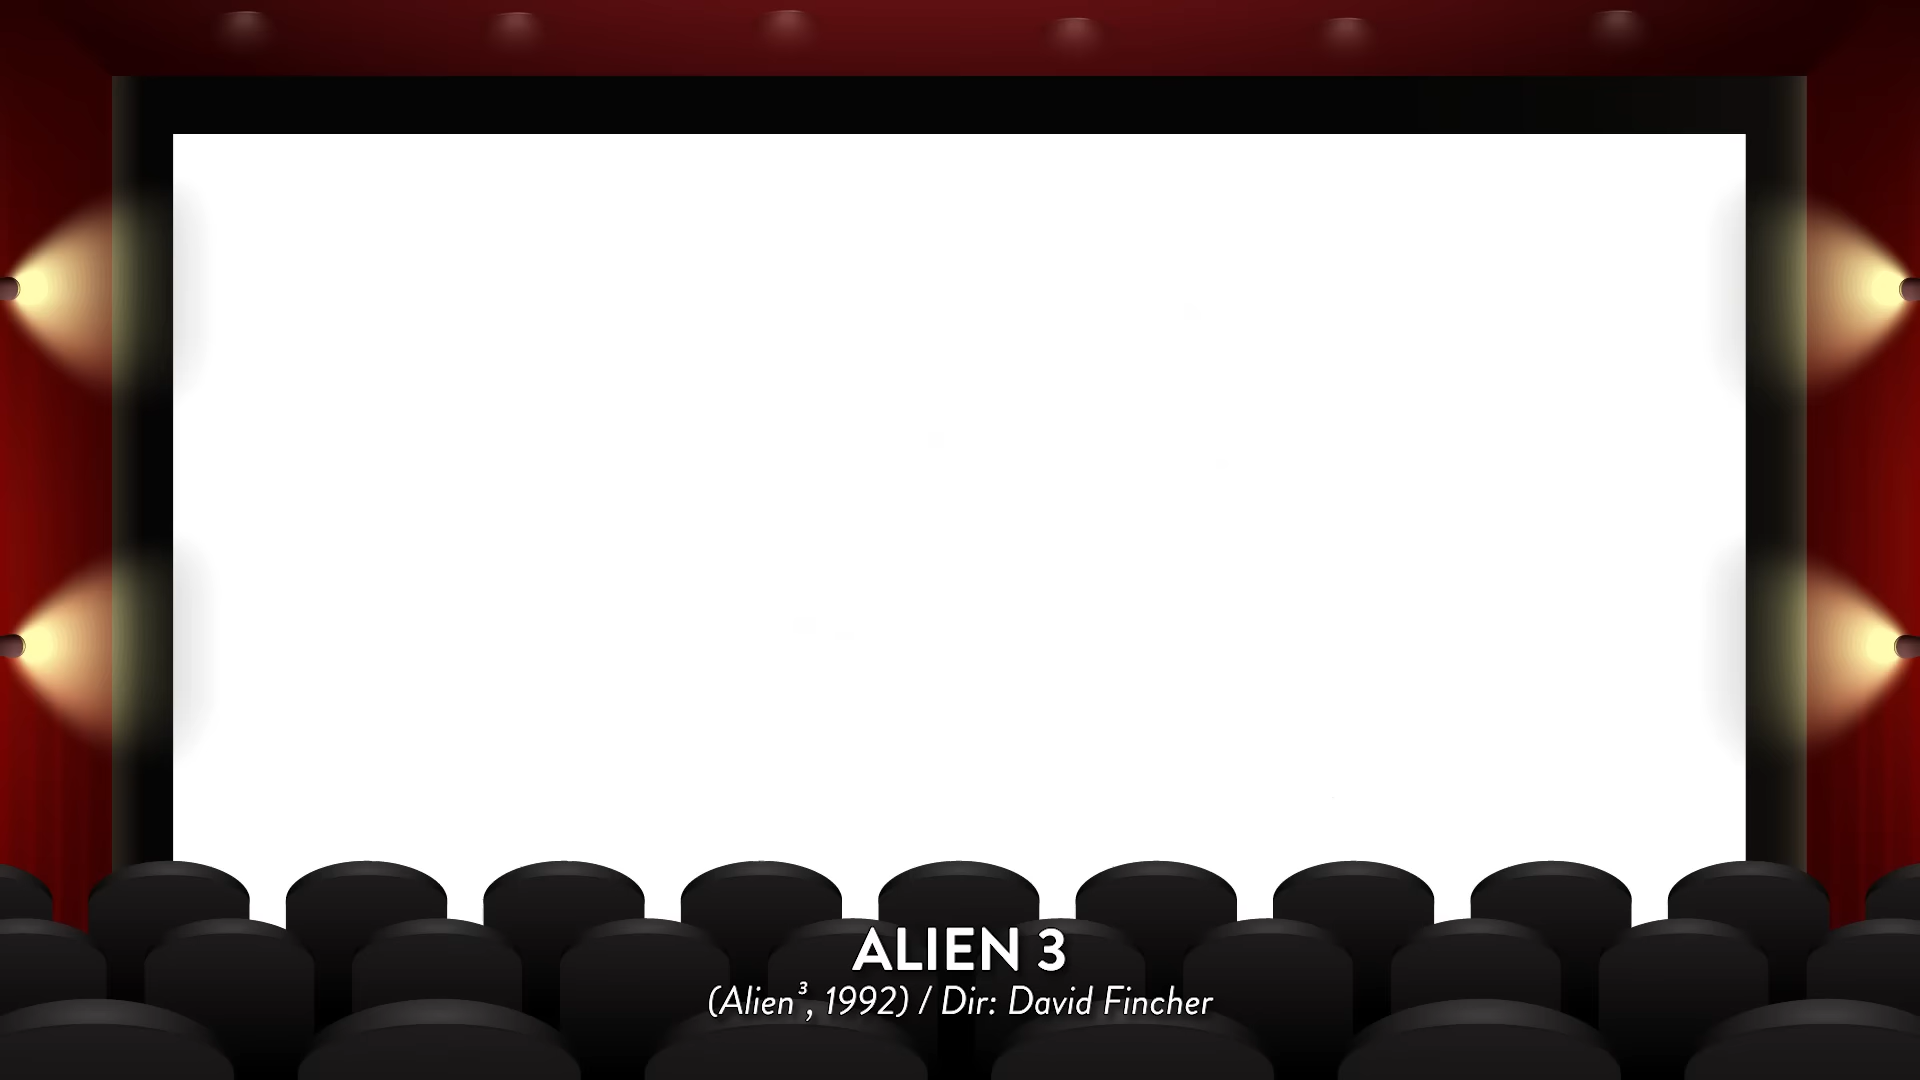 ALIEN 3
(Alien³, 1992) / Dir: David Fincher